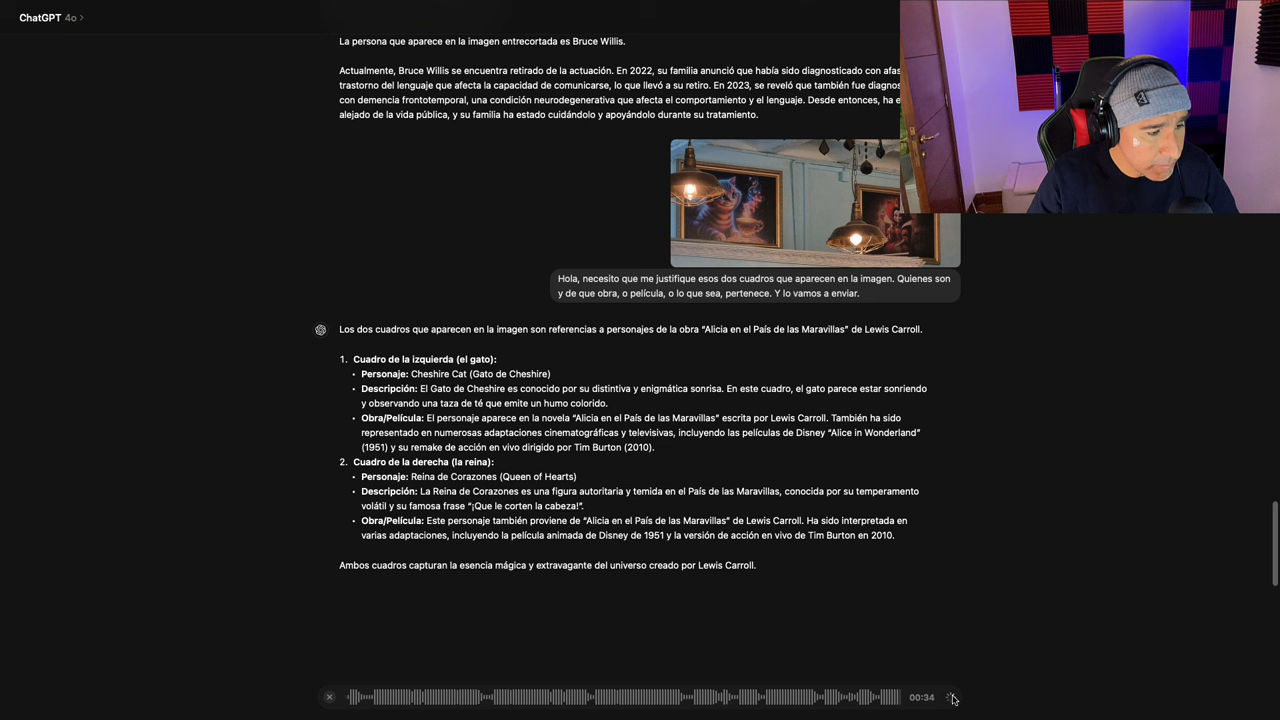 ChatGPT 4o >
La persona que aparece en la imagen entrecortada es Bruce Willis.
Actualmente, Bruce Willis se encuentra retirado de la actuación. En 2022, su familia anunció que había sido diagnosticado con
trastorno del lenguaje que afecta la capacidad de comunicarse, lo que llevó a su retiro. En 2023, se reveló que también fue
con demencia frontotemporal, una condición neurodegenerativa que afecta el comportamiento y el lenguaje. Desde entonces, ha
alejado de la vida pública, y su familia ha estado cuidándolo y apoyándolo durante su tratamiento.
Hola, necesito que me justifique esos dos cuadros que aparecen en la imagen. Quienes son
y de que obra, o película, o lo que sea, pertenece. Y lo vamos a enviar.
Los dos cuadros que aparecen en la imagen son referencias a personajes de la obra “Alicia en el País de las Maravillas” de Lewis Carroll.
1. Cuadro de la izquierda (el gato):
• Personaje: Cheshire Cat (Gato de Cheshire)
• Descripción: El Gato de Cheshire es conocido por su distintiva y enigmática sonrisa. En este cuadro, el gato parece estar sonriendo
y observando una taza de té que emite un humo colorido.
• Obra/Película: El personaje aparece en la novela “Alicia en el País de las Maravillas” escrita por Lewis Carroll. También ha sido
representado en numerosas adaptaciones cinematográficas y televisivas, incluyendo las películas de Disney “Alice in Wonderland”
(1951) y su remake de acción en vivo dirigido por Tim Burton (2010).
2. Cuadro de la derecha (la reina):
• Personaje: Reina de Corazones (Queen of Hearts)
• Descripción: La Reina de Corazones es una figura autoritaria y temida en el País de las Maravillas, conocida por su temperamento
volátil y su famosa frase “¡Que le corten la cabeza!”.
• Obra/Película: Este personaje también proviene de “Alicia en el País de las Maravillas” de Lewis Carroll. Ha sido interpretada en
varias adaptaciones, incluyendo la película animada de Disney de 1951 y la versión de acción en vivo de Tim Burton en 2010.
Ambos cuadros capturan la esencia mágica y extravagante del universo creado por Lewis Carroll.
00:34